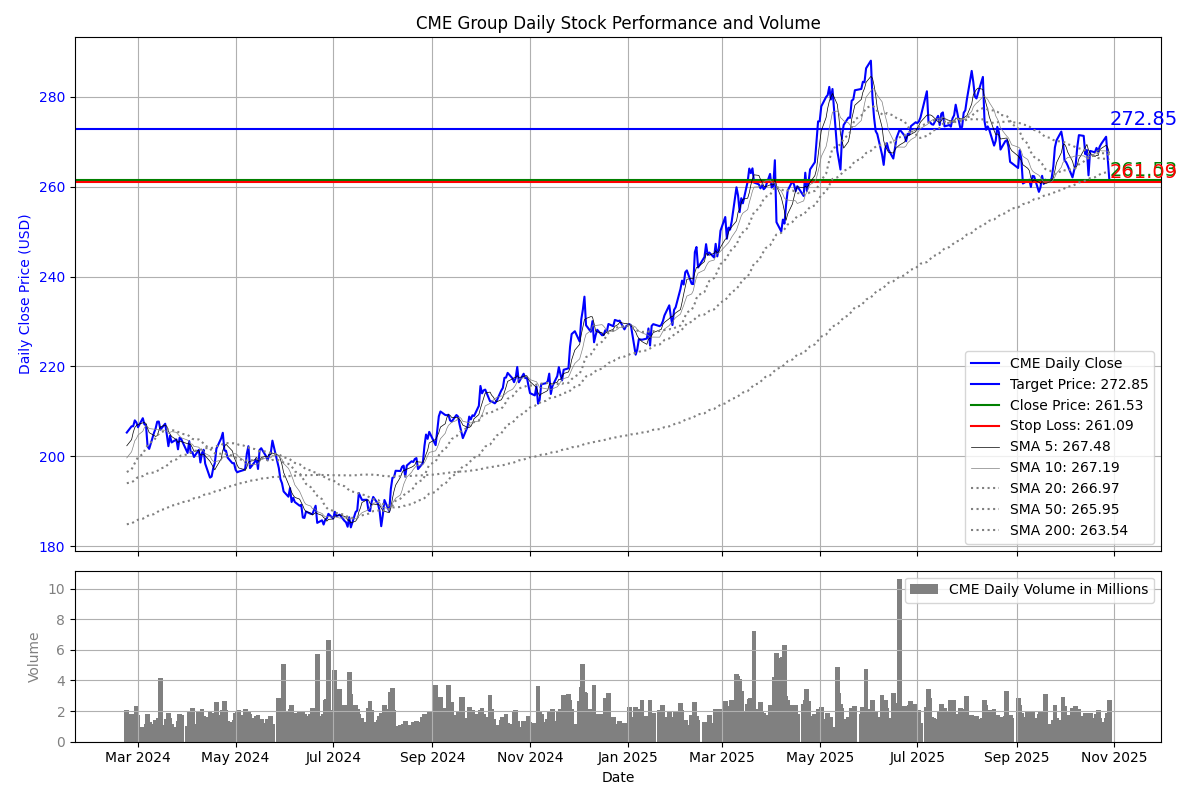 CME Group Daily Stock Performance and Volume
Daily Close Price (USD)
280
260
240
220
200
180
272.85
261.53
261.09
CME Daily Close
Target Price: 272.85
Close Price: 261.53
Stop Loss: 261.09
SMA 5: 267.48
SMA 10: 267.19
SMA 20: 266.97
SMA 50: 265.95
SMA 200: 263.54
Volume
10
8
6
4
2
0
CME Daily Volume in Millions
Mar 2024 May 2024 Jul 2024 Sep 2024 Nov 2024 Jan 2025 Mar 2025 May 2025 Jul 2025 Sep 2025 Nov 2025
Date